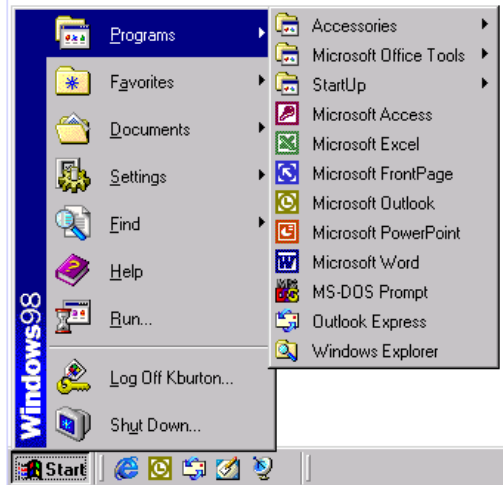 Programs
Favorites
Documents
Settings
Find
Help
Run...
Log Off Kburton...
Shut Down...
Windows98
Start
Accessories
Microsoft Office Tools
StartUp
Microsoft Access
Microsoft Excel
Microsoft FrontPage
Microsoft Outlook
Microsoft PowerPoint
Microsoft Word
MS-DOS Prompt
Outlook Express
Windows Explorer